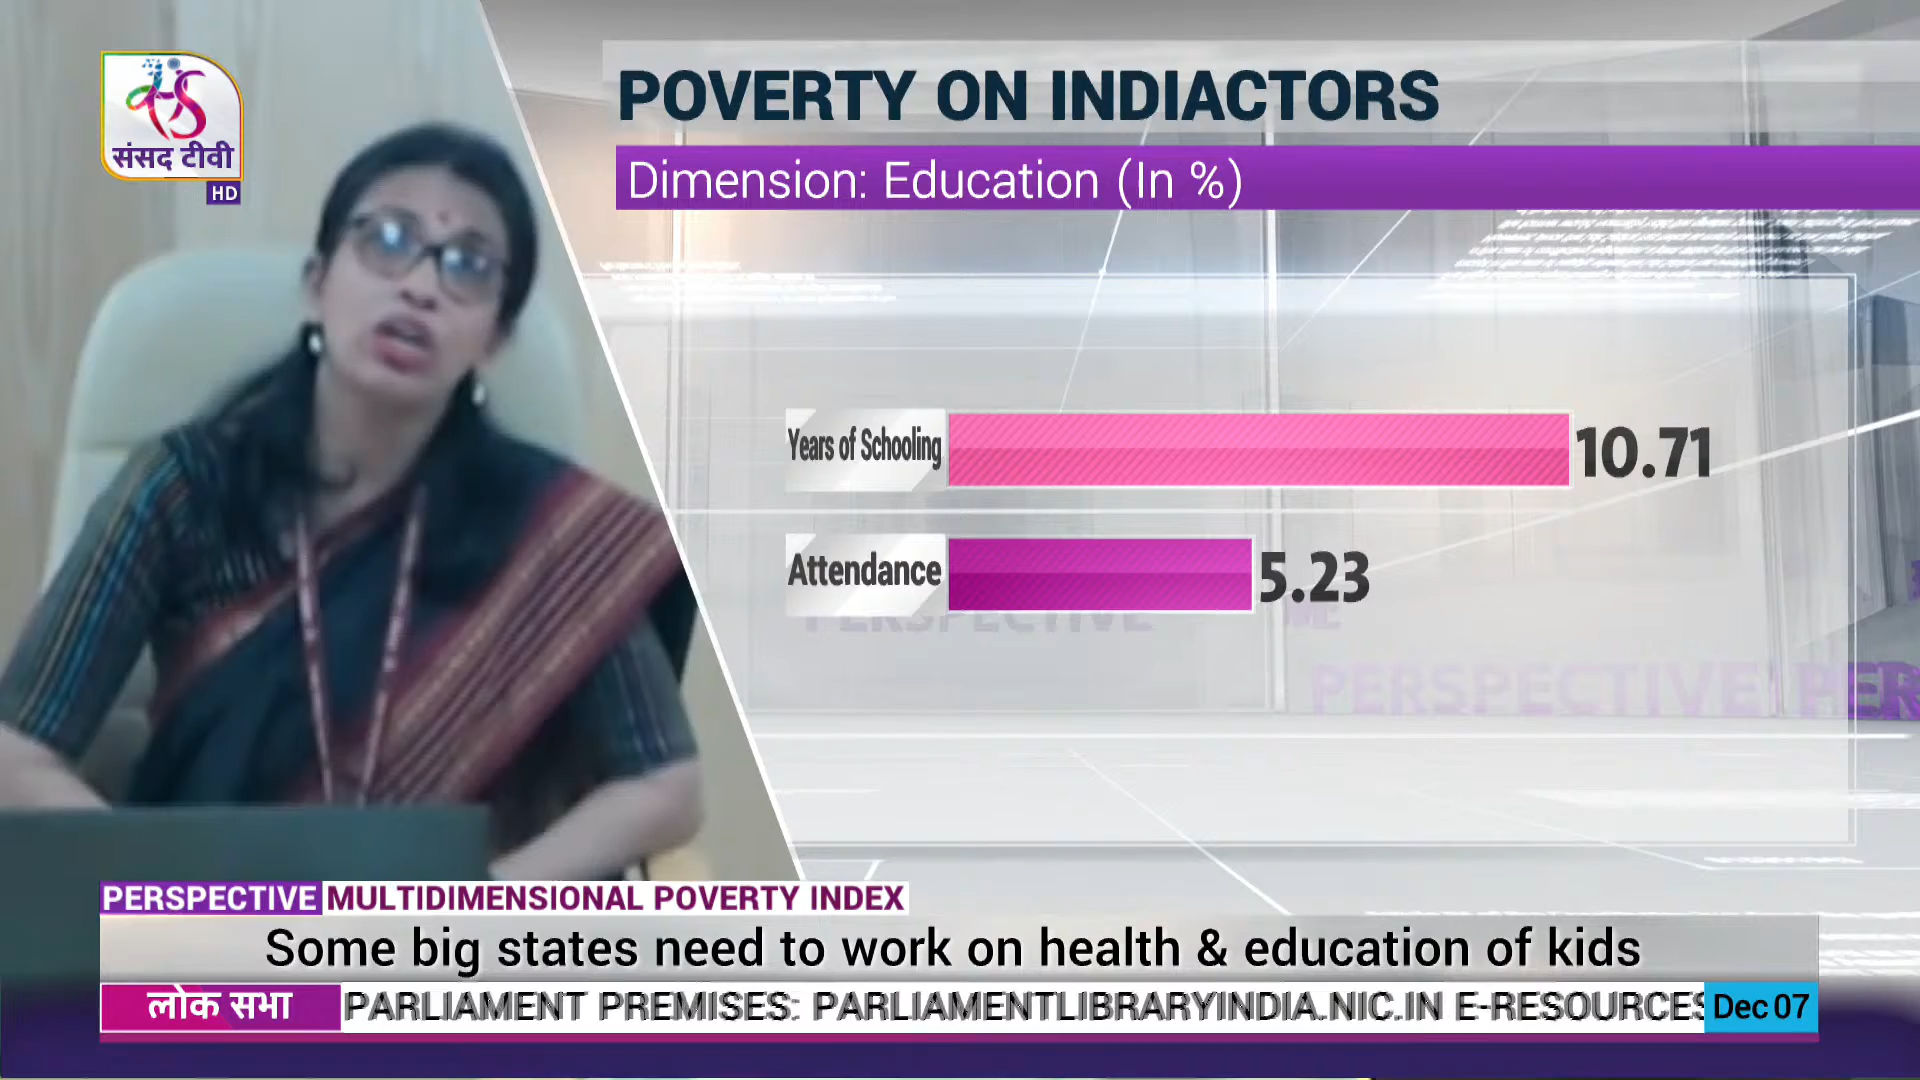 संसद टीवी
HD
POVERTY ON INDIACTORS
Dimension: Education (In %)
Years of Schooling
10.71
Attendance
5.23
PERSPECTIVE
PERSPECTIVE
PERSPECTIVE MULTIDIMENSIONAL POVERTY INDEX
Some big states need to work on health & education of kids
लोक सभा PARLIAMENT PREMISES: PARLIAMENTLIBRARYINDIA.NIC.IN E-RESOURCES Dec 07